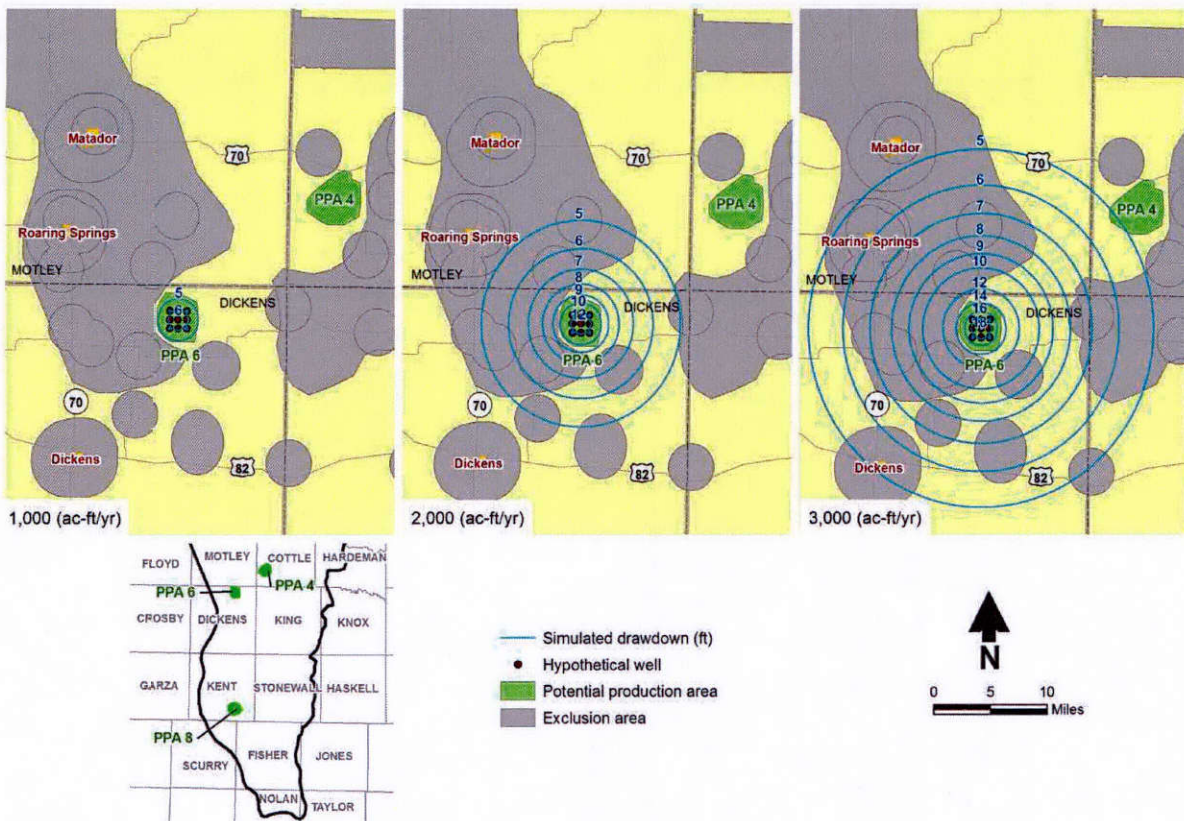 Matador
70
PPA 4
Roaring Springs
MOTLEY
5
DICKENS
6
PPA 6
70
Dickens
82
1,000 (ac-ft/yr)
Matador
70
PPA 4
5
Roaring Springs
6
7
MOTLEY
8
9
10
DICKENS
12
PPA 6
70
Dickens
82
2,000 (ac-ft/yr)
5
Matador
70
6
PPA 4
7
8
Roaring Springs
9
10
MOTLEY
12
14
16
DICKENS
18
PPA 6
70
Dickens
82
3,000 (ac-ft/yr)
FLOYD MOTLEY COTTLE HARDEMAN
PPA 6 PPA 4
CROSBY DICKENS KING KNOX
GARZA KENT STONEWALL HASKELL
PPA 8
SCURRY FISHER JONES
NOLAN TAYLOR
Simulated drawdown (ft)
Hypothetical well
Potential production area
Exclusion area
N
0 5 10
Miles